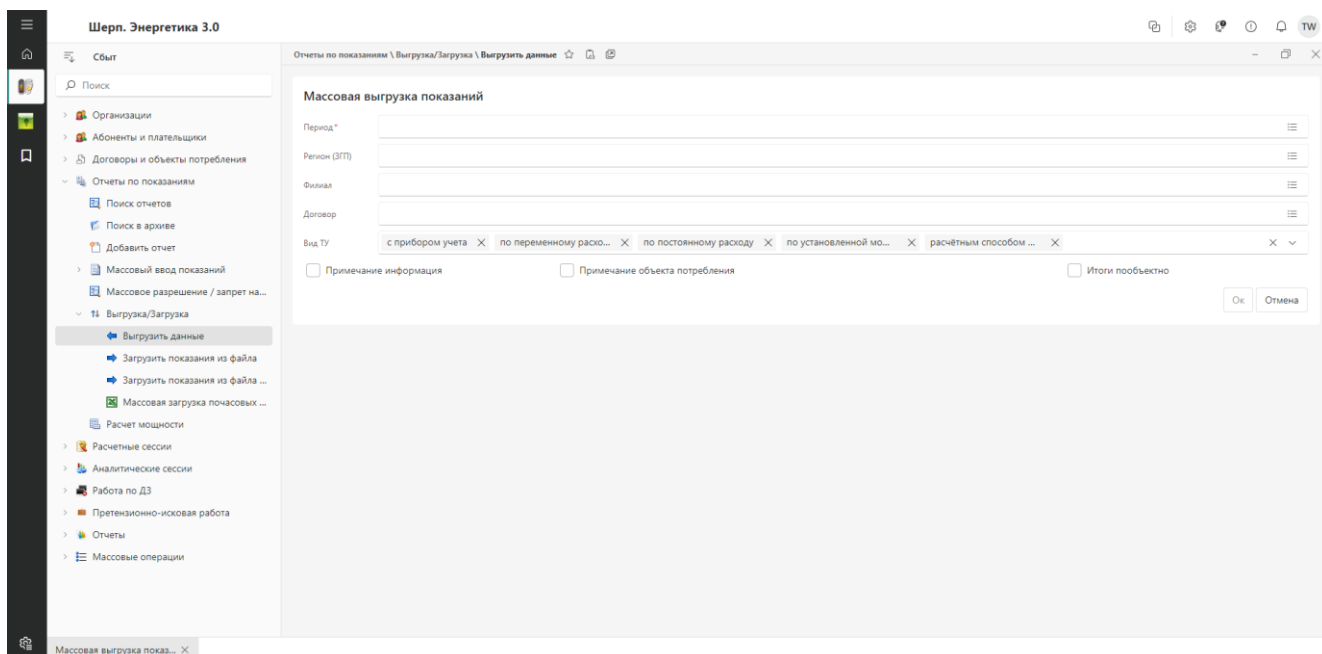 Шерп. Энергетика 3.0
TW
Сбыт
Поиск
Организации
Абоненты и плательщики
Договоры и объекты потребления
Отчеты по показаниям
Поиск отчетов
Поиск в архиве
Добавить отчет
Массовый ввод показаний
Массовое разрешение / запрет на...
Выгрузка/Загрузка
Выгрузить данные
Загрузить показания из файла
Загрузить показания из файла ...
Массовая загрузка почасовых ...
Расчет мощности
Расчетные сессии
Аналитические сессии
Работа по ДЗ
Претензионно-исковая работа
Отчеты
Массовые операции
Отчеты по показаниям \ Выгрузка/Загрузка \ Выгрузить данные
Массовая выгрузка показаний
Период*
Регион (ЗГП)
Филиал
Договор
Вид ТУ с прибором учета по переменному расхо... по постоянному расходу по установленной мо... расчётным способом ...
Примечание информация Примечание объекта потребления Итоги пообъектно
Ок Отмена
Массовая выгрузка показ...